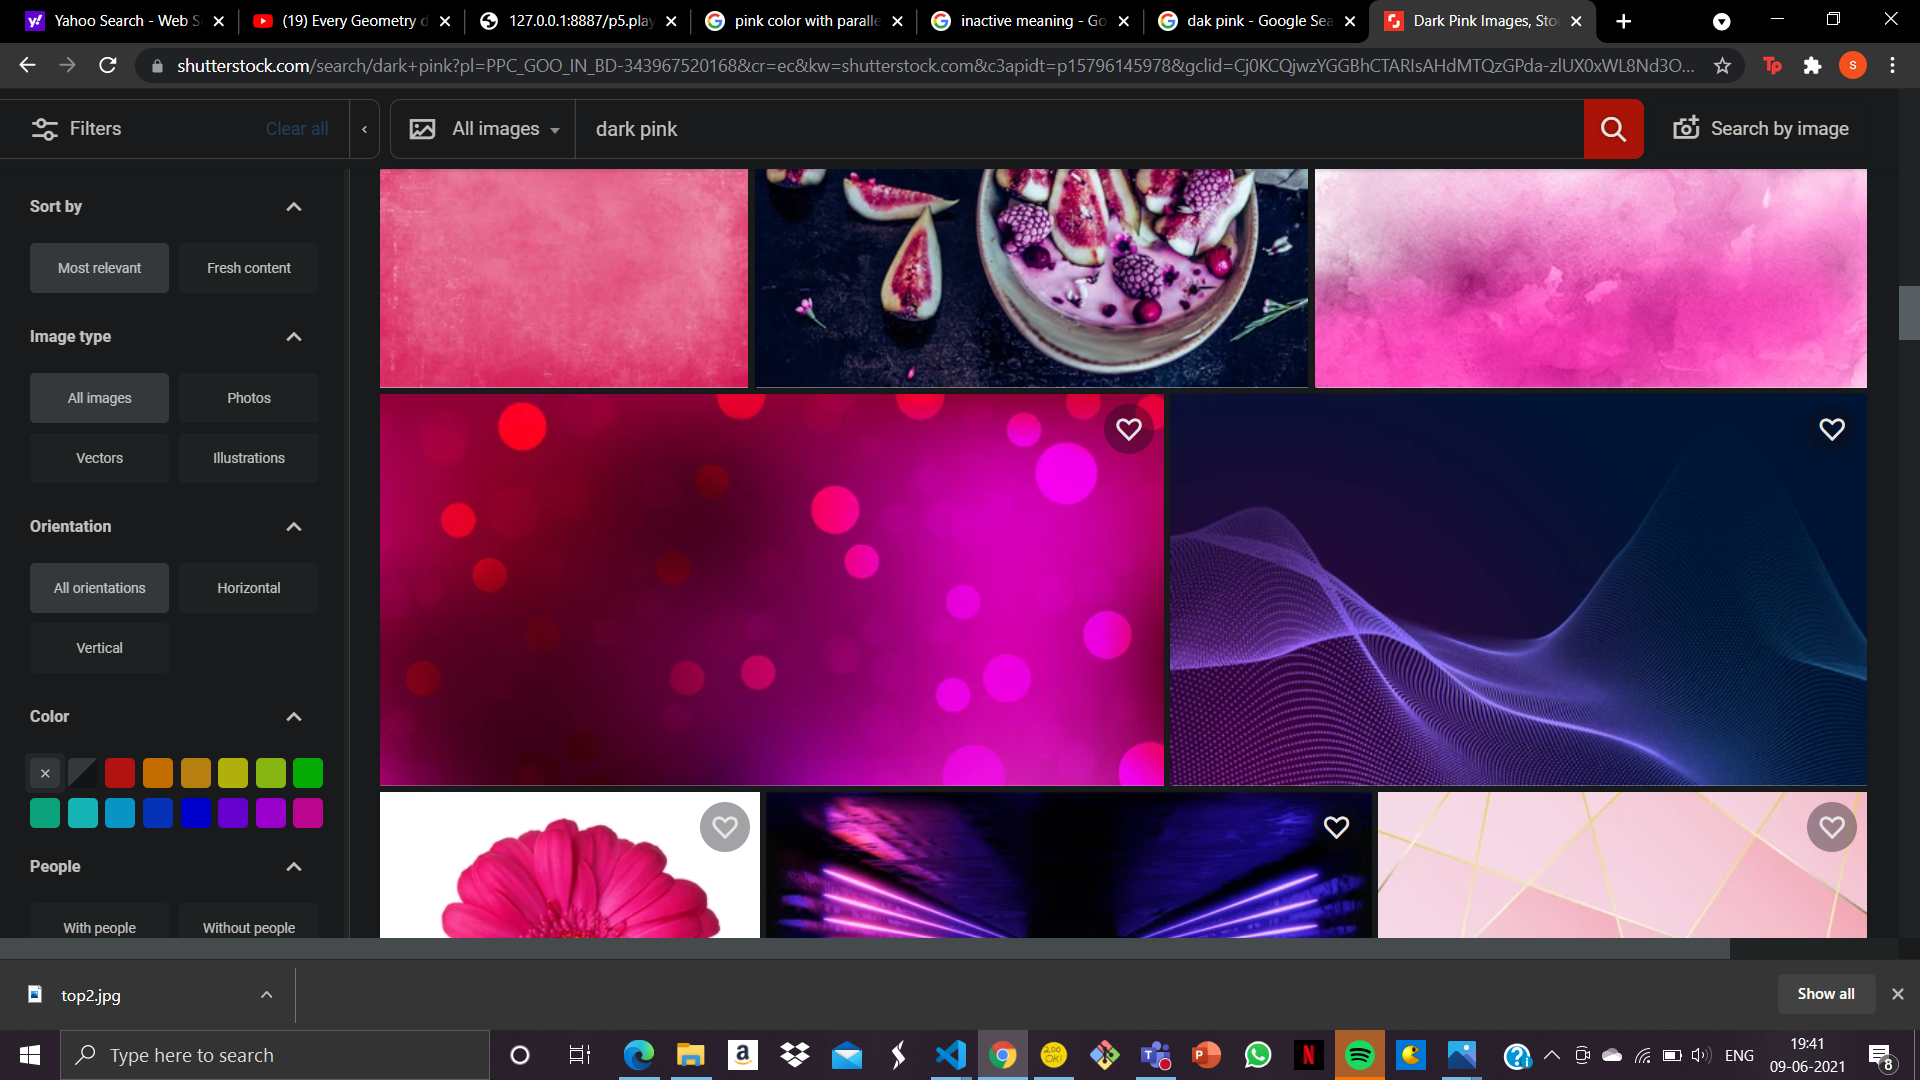 Yahoo Search - Web S
(19) Every Geometry d
127.0.0.1:8887/p5.play
pink color with paralle
inactive meaning - Go
dak pink - Google Sea
Dark Pink Images, Sto
shutterstock.com/search/dark+pink?pl=PPC_GOO_IN_BD-343967520168&cr=ec&kw=shutterstock.com&c3apidt=p15796145978&gclid=Cj0KCQjwzYGGBhCTARIsAHdMTQzGPda-zlUX0xWL8Nd3O...
Tp
S
Filters
Clear all
All images
dark pink
Search by image
Sort by
Most relevant
Fresh content
Image type
All images
Photos
Vectors
Illustrations
Orientation
All orientations
Horizontal
Vertical
Color
People
With people
Without people
top2.jpg
Show all
Type here to search
ENG
19:41
09-06-2021
8